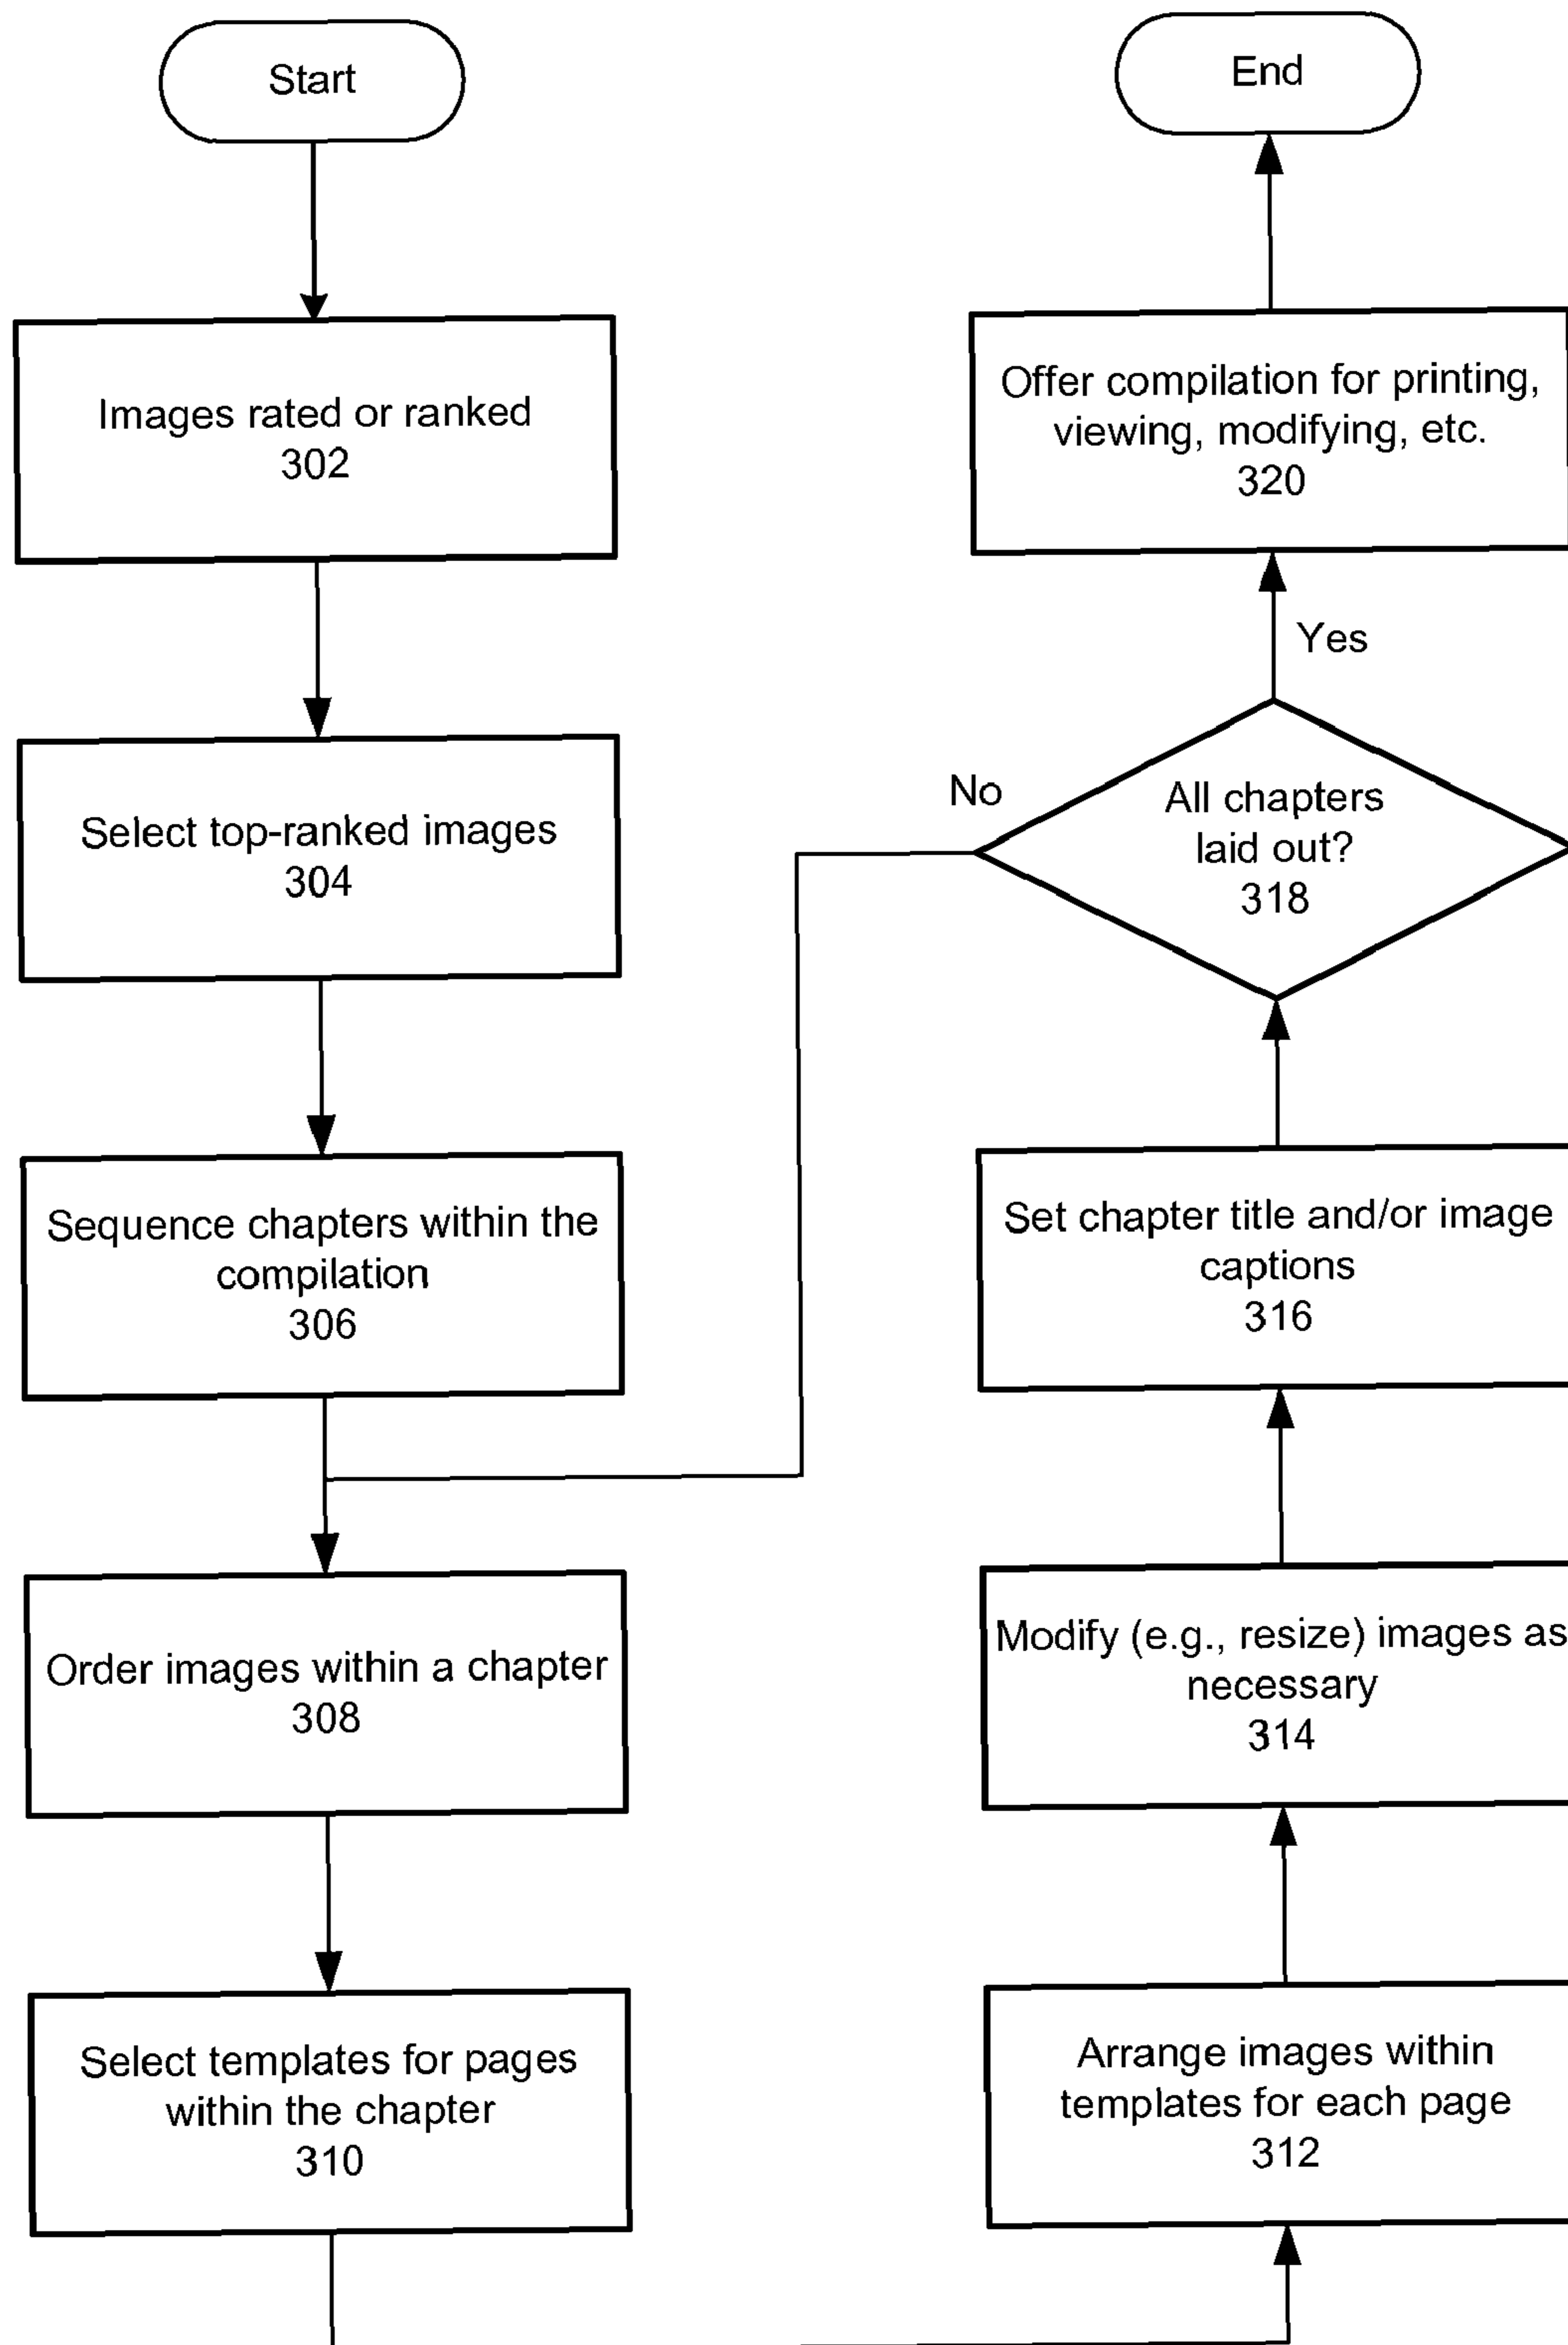 Start
Images rated or ranked
302
Select top-ranked images
304
Sequence chapters within the
compilation
306
Order images within a chapter
308
Select templates for pages
within the chapter
310
Arrange images within
templates for each page
312
Modify (e.g., resize) images as
necessary
314
Set chapter title and/or image
captions
316
All chapters
laid out?
318
No
Yes
Offer compilation for printing,
viewing, modifying, etc.
320
End